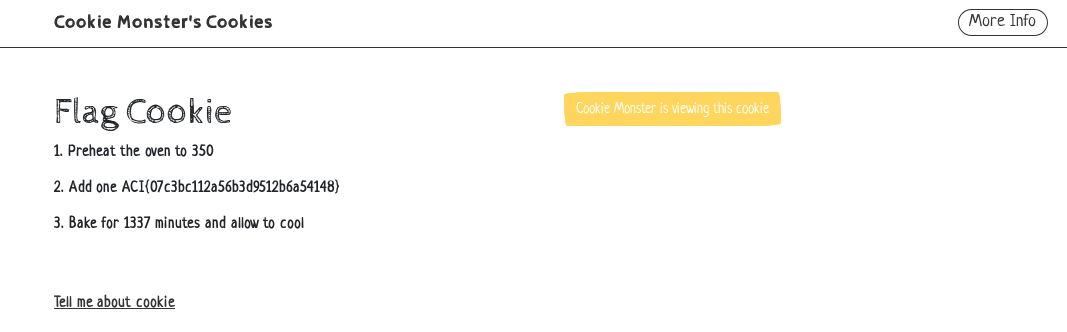 Cookie Monster's Cookies
More Info
Flag Cookie
Cookie Monster is viewing this cookie
1. Preheat the oven to 350
2. Add one ACI{07c3bc112a56b3d9512b6a54148}
3. Bake for 1337 minutes and allow to cool
Tell me about cookie